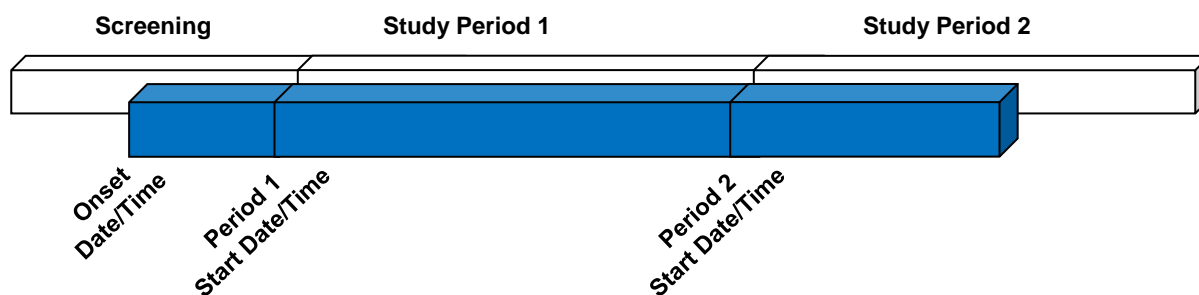 Screening
Study Period 1
Study Period 2
Onset
Date/Time
Period 1
Start Date/Time
Period 2
Start Date/Time